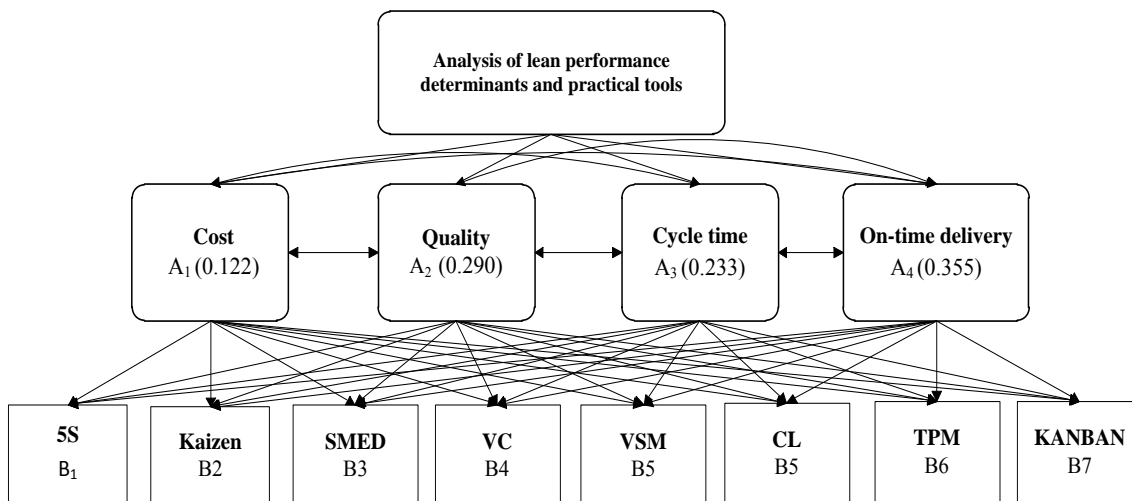 Analysis of lean performance
determinants and practical tools
Cost
A₁ (0.122)
Quality
A₂ (0.290)
Cycle time
A₃ (0.233)
On-time delivery
A₄ (0.355)
5S
B₁
Kaizen
B2
SMED
B3
VC
B4
VSM
B5
CL
B5
TPM
B6
KANBAN
B7